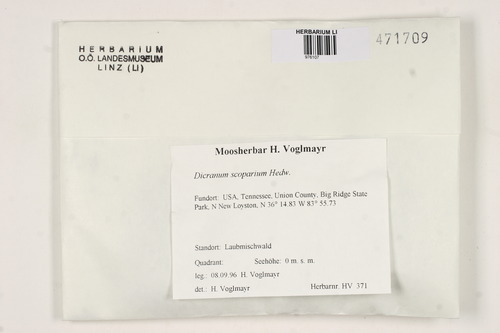 HERBARIUM
O.Ö. LANDESMUSEUM
LINZ (LI)
HERBARIUM LI
976107
471709
Moosherbar H. Voglmayr
Dicranum scoparium Hedw.
Fundort: USA, Tennessee, Union County, Big Ridge State
Park, N New Loyston, N 36° 14.83 W 83° 55.73
Standort: Laubmischwald
Quadrant: Seehöhe: 0 m. s. m.
leg.: 08.09.96 H. Voglmayr
det.: H. Voglmayr Herbarnr. HV 371